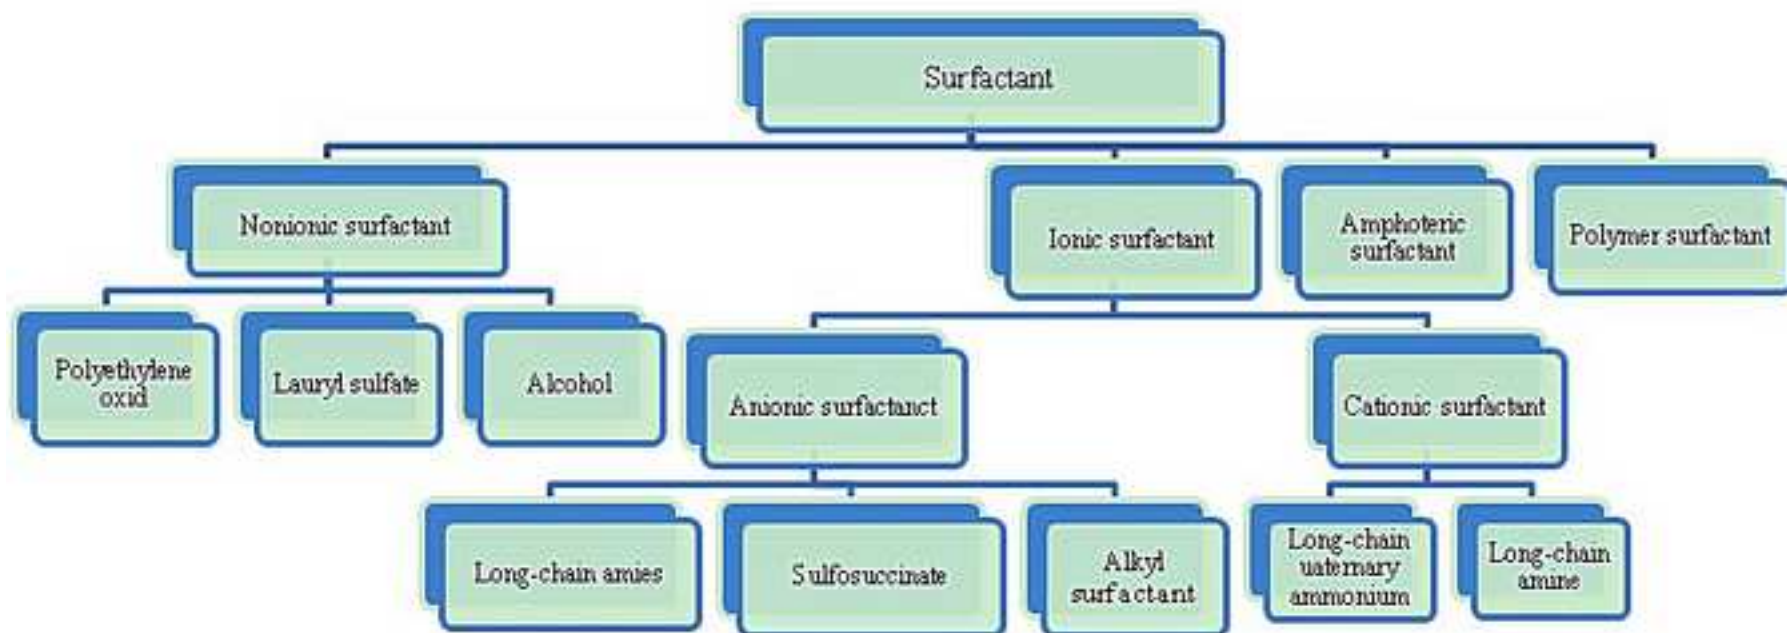 Surfactant
Nonionic surfactant
Ionic surfactant
Amphoteric
surfactant
Polymer surfactant
Polyethylene
oxid
Lauryl sulfate
Alcohol
Anionic surfactanct
Cationic surfactant
Long-chain amies
Sulfosuccinate
Alkyl
surfactant
Long-chain
uaternary
ammonium
Long-chain
amine